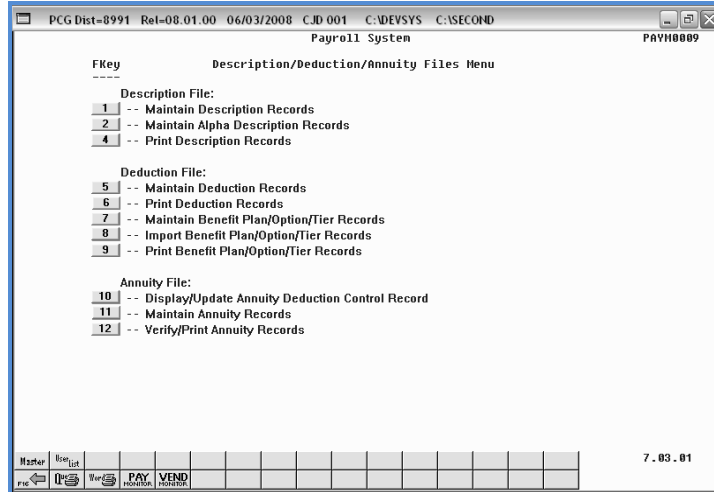 PCG Dist=8991 Rel=08.01.00 06/03/2008 CJD 001 C:\DEVSYS C:\SECOND
Payroll System PAYM0009
FKey Description/Deduction/Annuity Files Menu
----
Description File:
1 -- Maintain Description Records
2 -- Maintain Alpha Description Records
4 -- Print Description Records
Deduction File:
5 -- Maintain Deduction Records
6 -- Print Deduction Records
7 -- Maintain Benefit Plan/Option/Tier Records
8 -- Import Benefit Plan/Option/Tier Records
9 -- Print Benefit Plan/Option/Tier Records
Annuity File:
10 -- Display/Update Annuity Deduction Control Record
11 -- Maintain Annuity Records
12 -- Verify/Print Annuity Records
Master User list 7.03.01
F16 Que Word PAY MONITOR VEND MONITOR